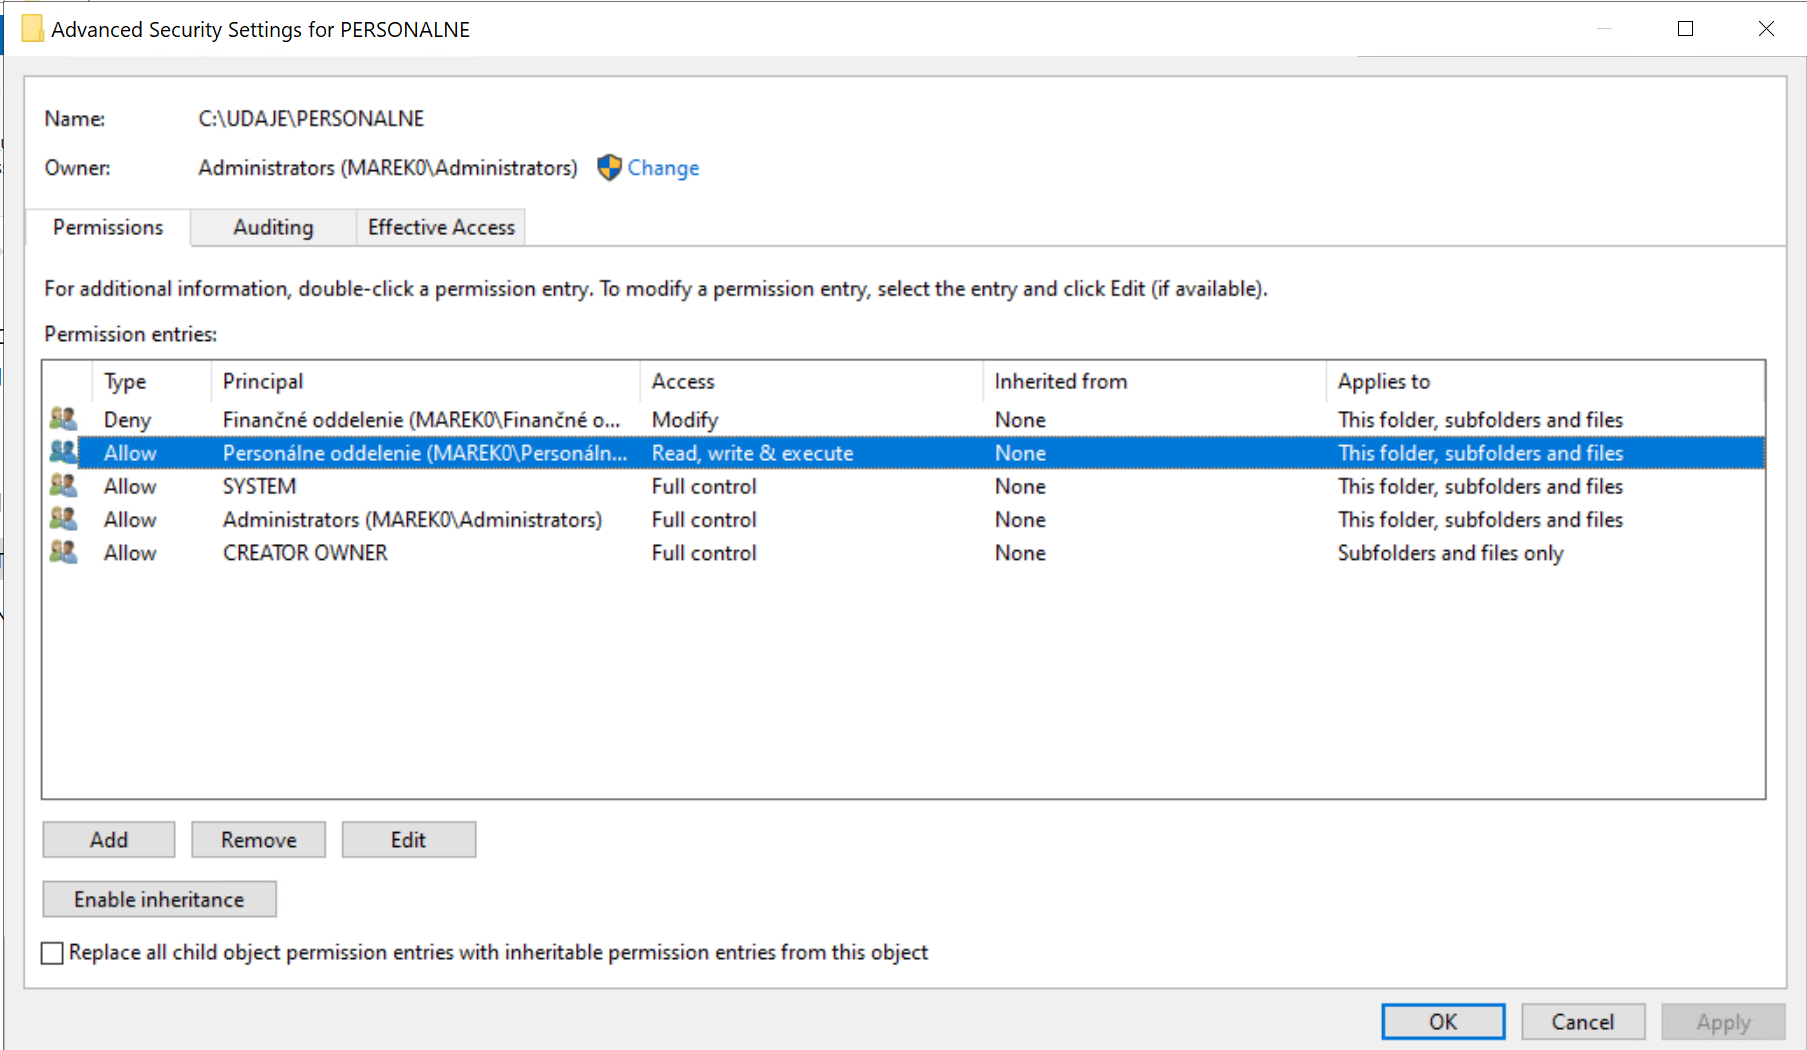 Advanced Security Settings for PERSONALNE
Name: C:\UDAJE\PERSONALNE
Owner: Administrators (MAREK0\Administrators) Change
Permissions Auditing Effective Access
For additional information, double-click a permission entry. To modify a permission entry, select the entry and click Edit (if available).
Permission entries:
Type Principal Access Inherited from Applies to
Deny Finančné oddelenie (MAREK0\Finančné o... Modify None This folder, subfolders and files
Allow Personálne oddelenie (MAREK0\Personáln... Read, write & execute None This folder, subfolders and files
Allow SYSTEM Full control None This folder, subfolders and files
Allow Administrators (MAREK0\Administrators) Full control None This folder, subfolders and files
Allow CREATOR OWNER Full control None Subfolders and files only
Add Remove Edit
Enable inheritance
Replace all child object permission entries with inheritable permission entries from this object
OK Cancel Apply